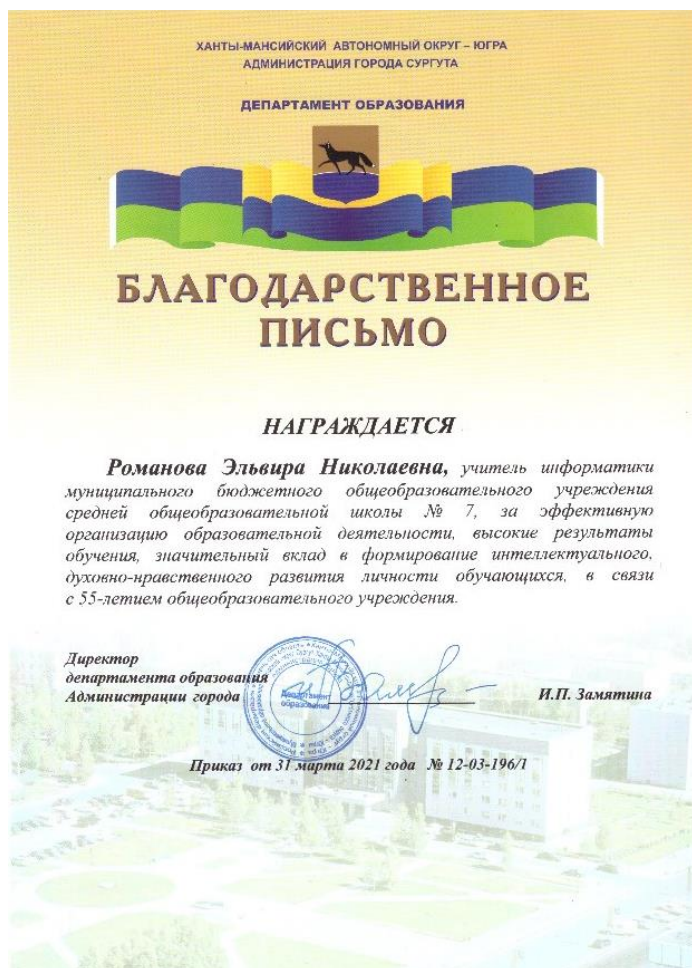 ХАНТЫ-МАНСИЙСКИЙ АВТОНОМНЫЙ ОКРУГ – ЮГРА
АДМИНИСТРАЦИЯ ГОРОДА СУРГУТА
ДЕПАРТАМЕНТ ОБРАЗОВАНИЯ
БЛАГОДАРСТВЕННОЕ
ПИСЬМО
НАГРАЖДАЕТСЯ
Романова Эльвира Николаевна, учитель информатики
муниципального бюджетного общеобразовательного учреждения
средней общеобразовательной школы № 7, за эффективную
организацию образовательной деятельности, высокие результаты
обучения, значительный вклад в формирование интеллектуального,
духовно-нравственного развития личности обучающихся, в связи
с 55-летием общеобразовательного учреждения.
Директор
департамента образования
Администрации города
Департамент
образования
И.П. Замятина
Приказ от 31 марта 2021 года № 12-03-196/1